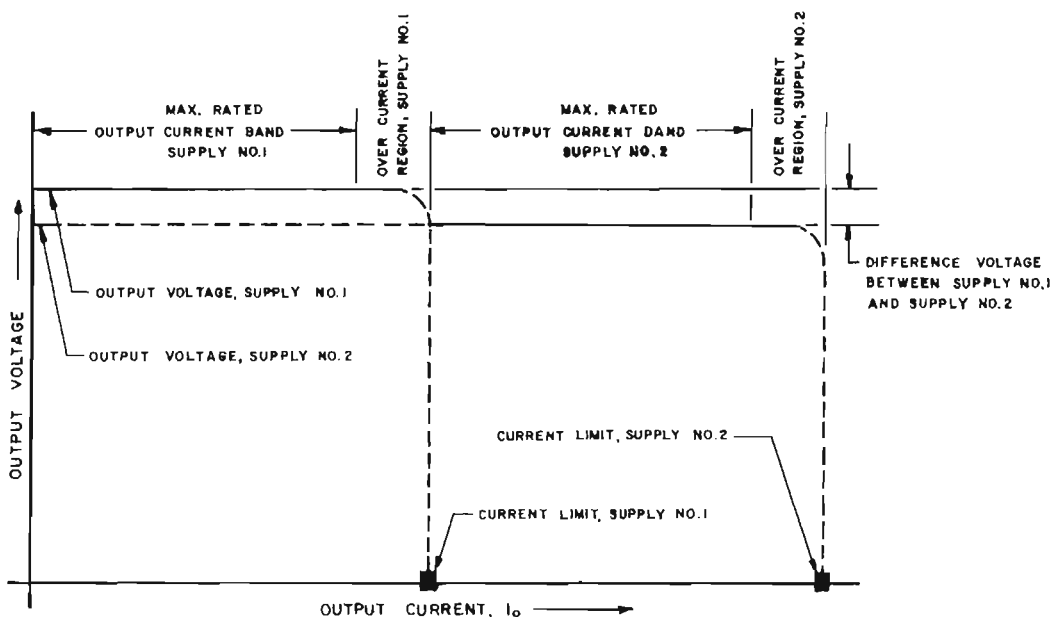 MAX. RATED
OUTPUT CURRENT BAND
SUPPLY NO.1
OVER CURRENT
REGION, SUPPLY NO.1
MAX. RATED
OUTPUT CURRENT DAND
SUPPLY NO.2
OVER CURRENT
REGION, SUPPLY NO.2
OUTPUT VOLTAGE
OUTPUT VOLTAGE, SUPPLY NO.1
OUTPUT VOLTAGE, SUPPLY NO.2
DIFFERENCE VOLTAGE
BETWEEN SUPPLY NO.1
AND SUPPLY NO.2
CURRENT LIMIT, SUPPLY NO.2
CURRENT LIMIT, SUPPLY NO.1
OUTPUT CURRENT, Io